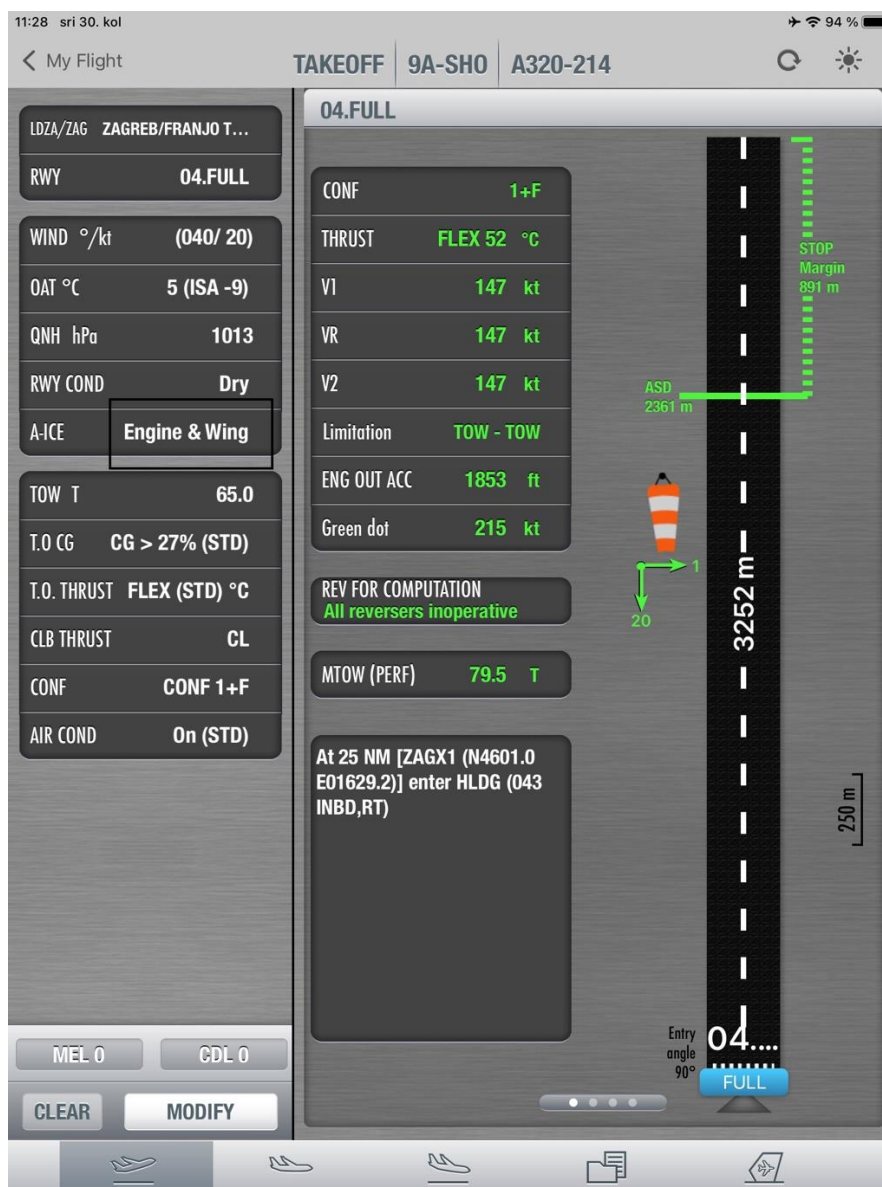 11:28 sri 30. kol 94 %
My Flight
TAKEOFF 9A-SHO A320-214
LDZA/ZAG ZAGREB/FRANJO T...
RWY 04.FULL
WIND °/kt (040/ 20)
OAT °C 5 (ISA -9)
QNH hPa 1013
RWY COND Dry
A-ICE Engine & Wing
TOW T 65.0
T.O CG CG > 27% (STD)
T.O. THRUST FLEX (STD) °C
CLB THRUST CL
CONF CONF 1+F
AIR COND On (STD)
MEL 0 CDL 0
CLEAR MODIFY
04.FULL
CONF 1+F
THRUST FLEX 52 °C
V1 147 kt
VR 147 kt
V2 147 kt
Limitation TOW - TOW
ENG OUT ACC 1853 ft
Green dot 215 kt
REV FOR COMPUTATION
All reversers inoperative
MTOW (PERF) 79.5 T
At 25 NM [ZAGX1 (N4601.0
E01629.2)] enter HLDG (043
INBD,RT)
STOP
Margin
891 m
ASD
2361 m
1
20
3252 m
250 m
Entry
angle
90°
04....
FULL